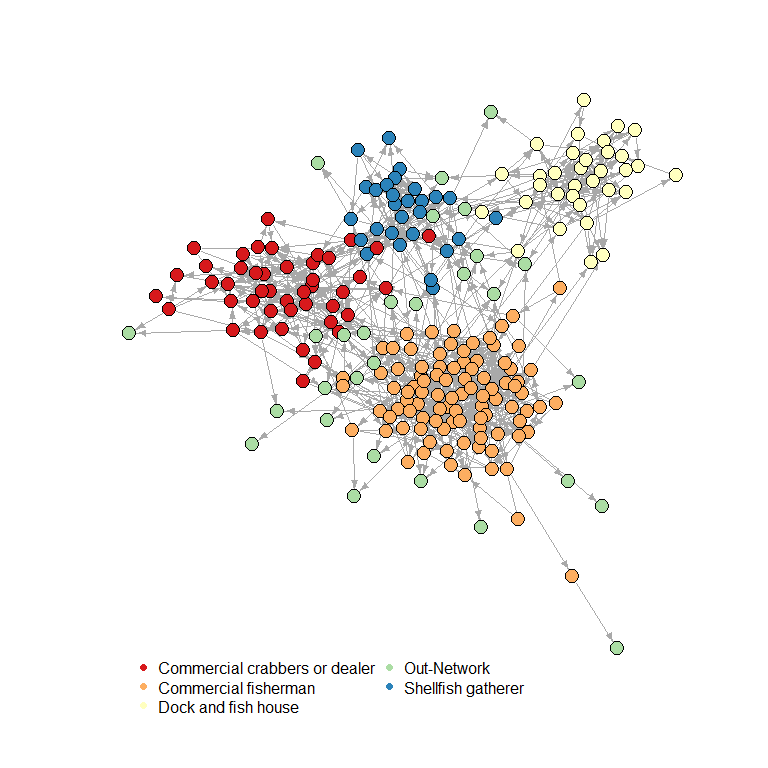 Commercial crabbers or dealer
Commercial fisherman
Dock and fish house
Out-Network
Shellfish gatherer